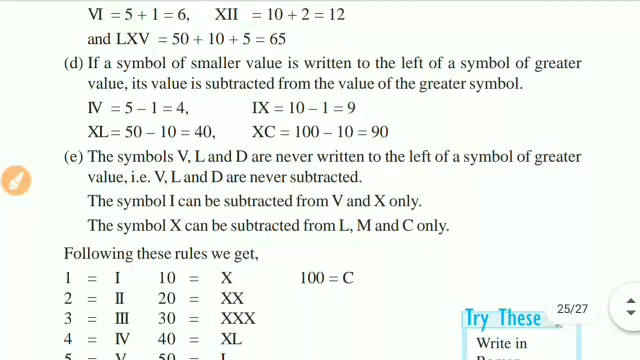 VI = 5 + 1 = 6, XII = 10 + 2 = 12
and LXV = 50 + 10 + 5 = 65
(d) If a symbol of smaller value is written to the left of a symbol of greater
value, its value is subtracted from the value of the greater symbol.
IV = 5 – 1 = 4, IX = 10 – 1 = 9
XL= 50 – 10 = 40, XC = 100 – 10 = 90
(e) The symbols V, L and D are never written to the left of a symbol of greater
value, i.e. V, L and D are never subtracted.
The symbol I can be subtracted from V and X only.
The symbol X can be subtracted from L, M and C only.
Following these rules we get,
1 = I 10 = X 100 = C
2 = II 20 = XX
3 = III 30 = XXX
4 = IV 40 = XL
5 = V 50 = L
25/27
Try These
Write in